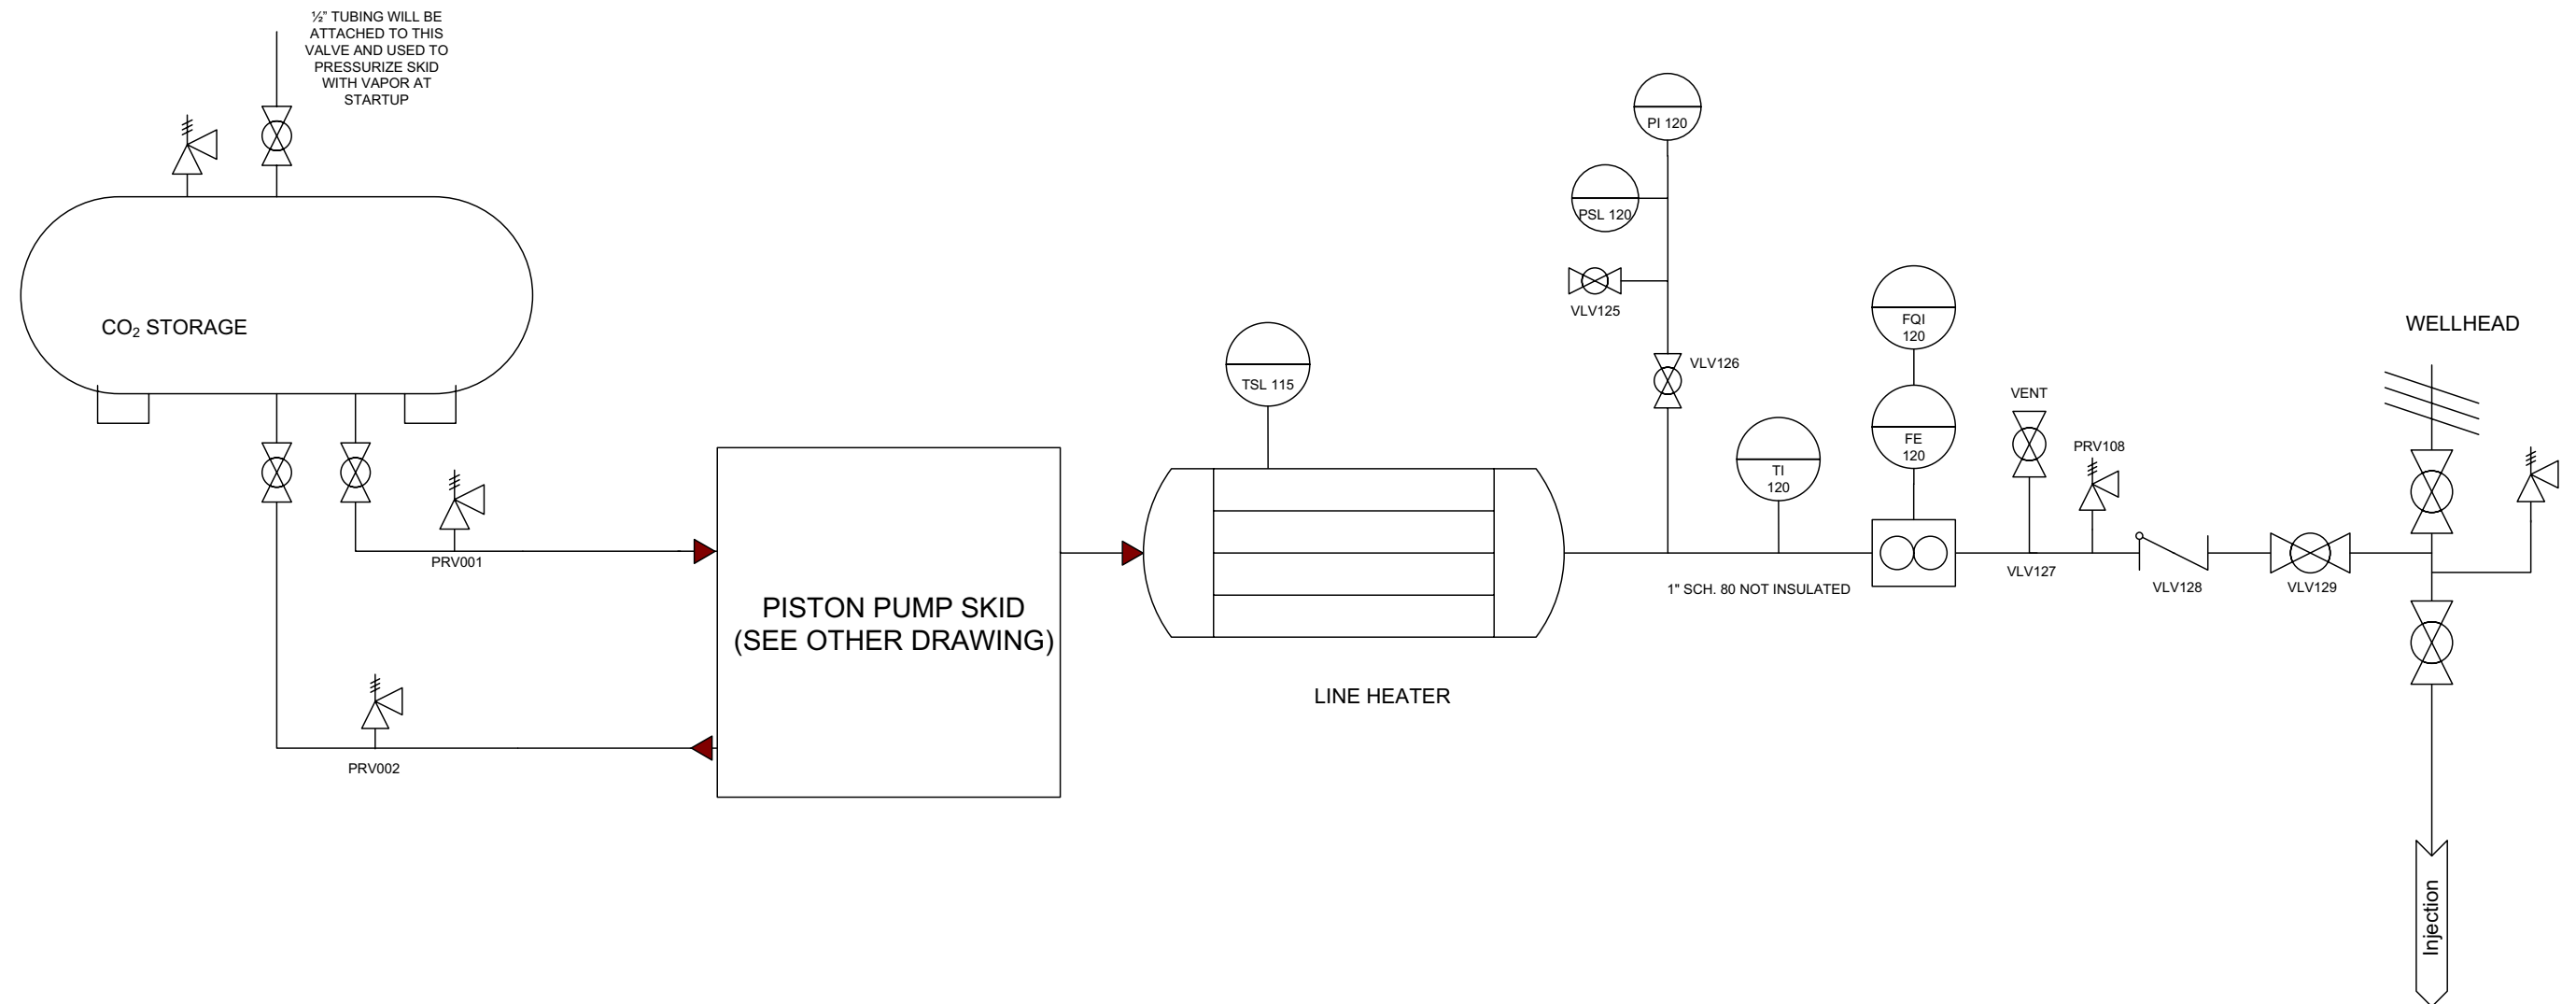 ½” TUBING WILL BE
ATTACHED TO THIS
VALVE AND USED TO
PRESSURIZE SKID
WITH VAPOR AT
STARTUP
CO₂ STORAGE
PRV001
PRV002
PISTON PUMP SKID
(SEE OTHER DRAWING)
TSL 115
LINE HEATER
PI 120
PSL 120
VLV125
VLV126
TI
120
1" SCH. 80 NOT INSULATED
FQI
120
FE
120
VENT
VLV127
PRV108
VLV128
VLV129
WELLHEAD
Injection